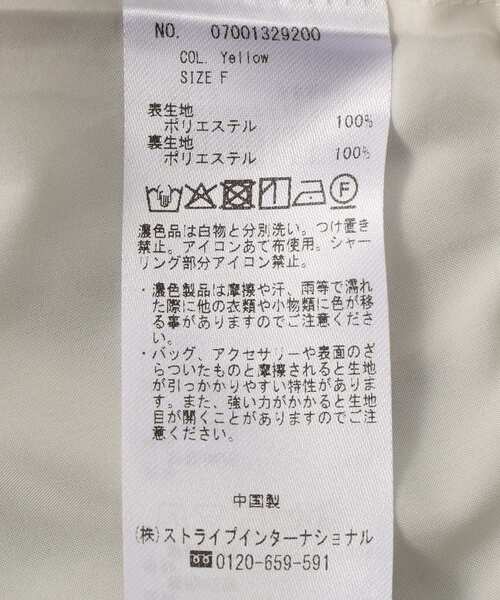 NO. 07001329200
COL. Yellow
SIZE F
表生地
ポリエステル 100%
裏生地
ポリエステル 100%
濃色品は白物と分別洗い。つけ置き
禁止。アイコンあて布使用。シャー
リング部分アイコン禁止。
・濃色製品は摩擦や汗、雨等で濡れ
た際に他の衣類や小物類に色が移
る事がありますのでご注意くださ
い。
・バッグ、アクセサリーや表面のざ
らついたものと摩擦されると生地
が引っかかりやすい特性がありま
す。また、強い力がかかると生地
目が開くことがありますのでご注
意ください。
中国製
(株)ストライプインターナショナル
0120-659-591